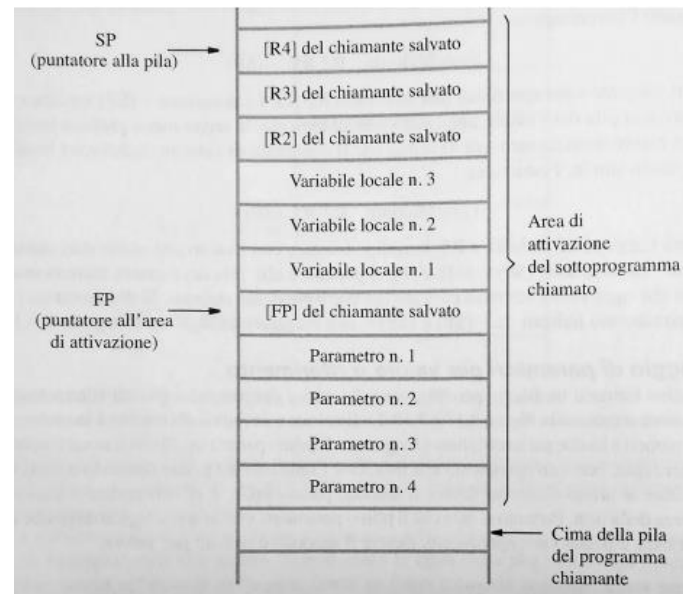 SP
(puntatore alla pila)
[R4] del chiamante salvato
[R3] del chiamante salvato
[R2] del chiamante salvato
Variabile locale n. 3
Variabile locale n. 2
Variabile locale n. 1
FP
(puntatore all'area
di attivazione)
[FP] del chiamante salvato
Parametro n. 1
Parametro n. 2
Parametro n. 3
Parametro n. 4
Area di
attivazione
del sottoprogramma
chiamato
Cima della pila
del programma
chiamante